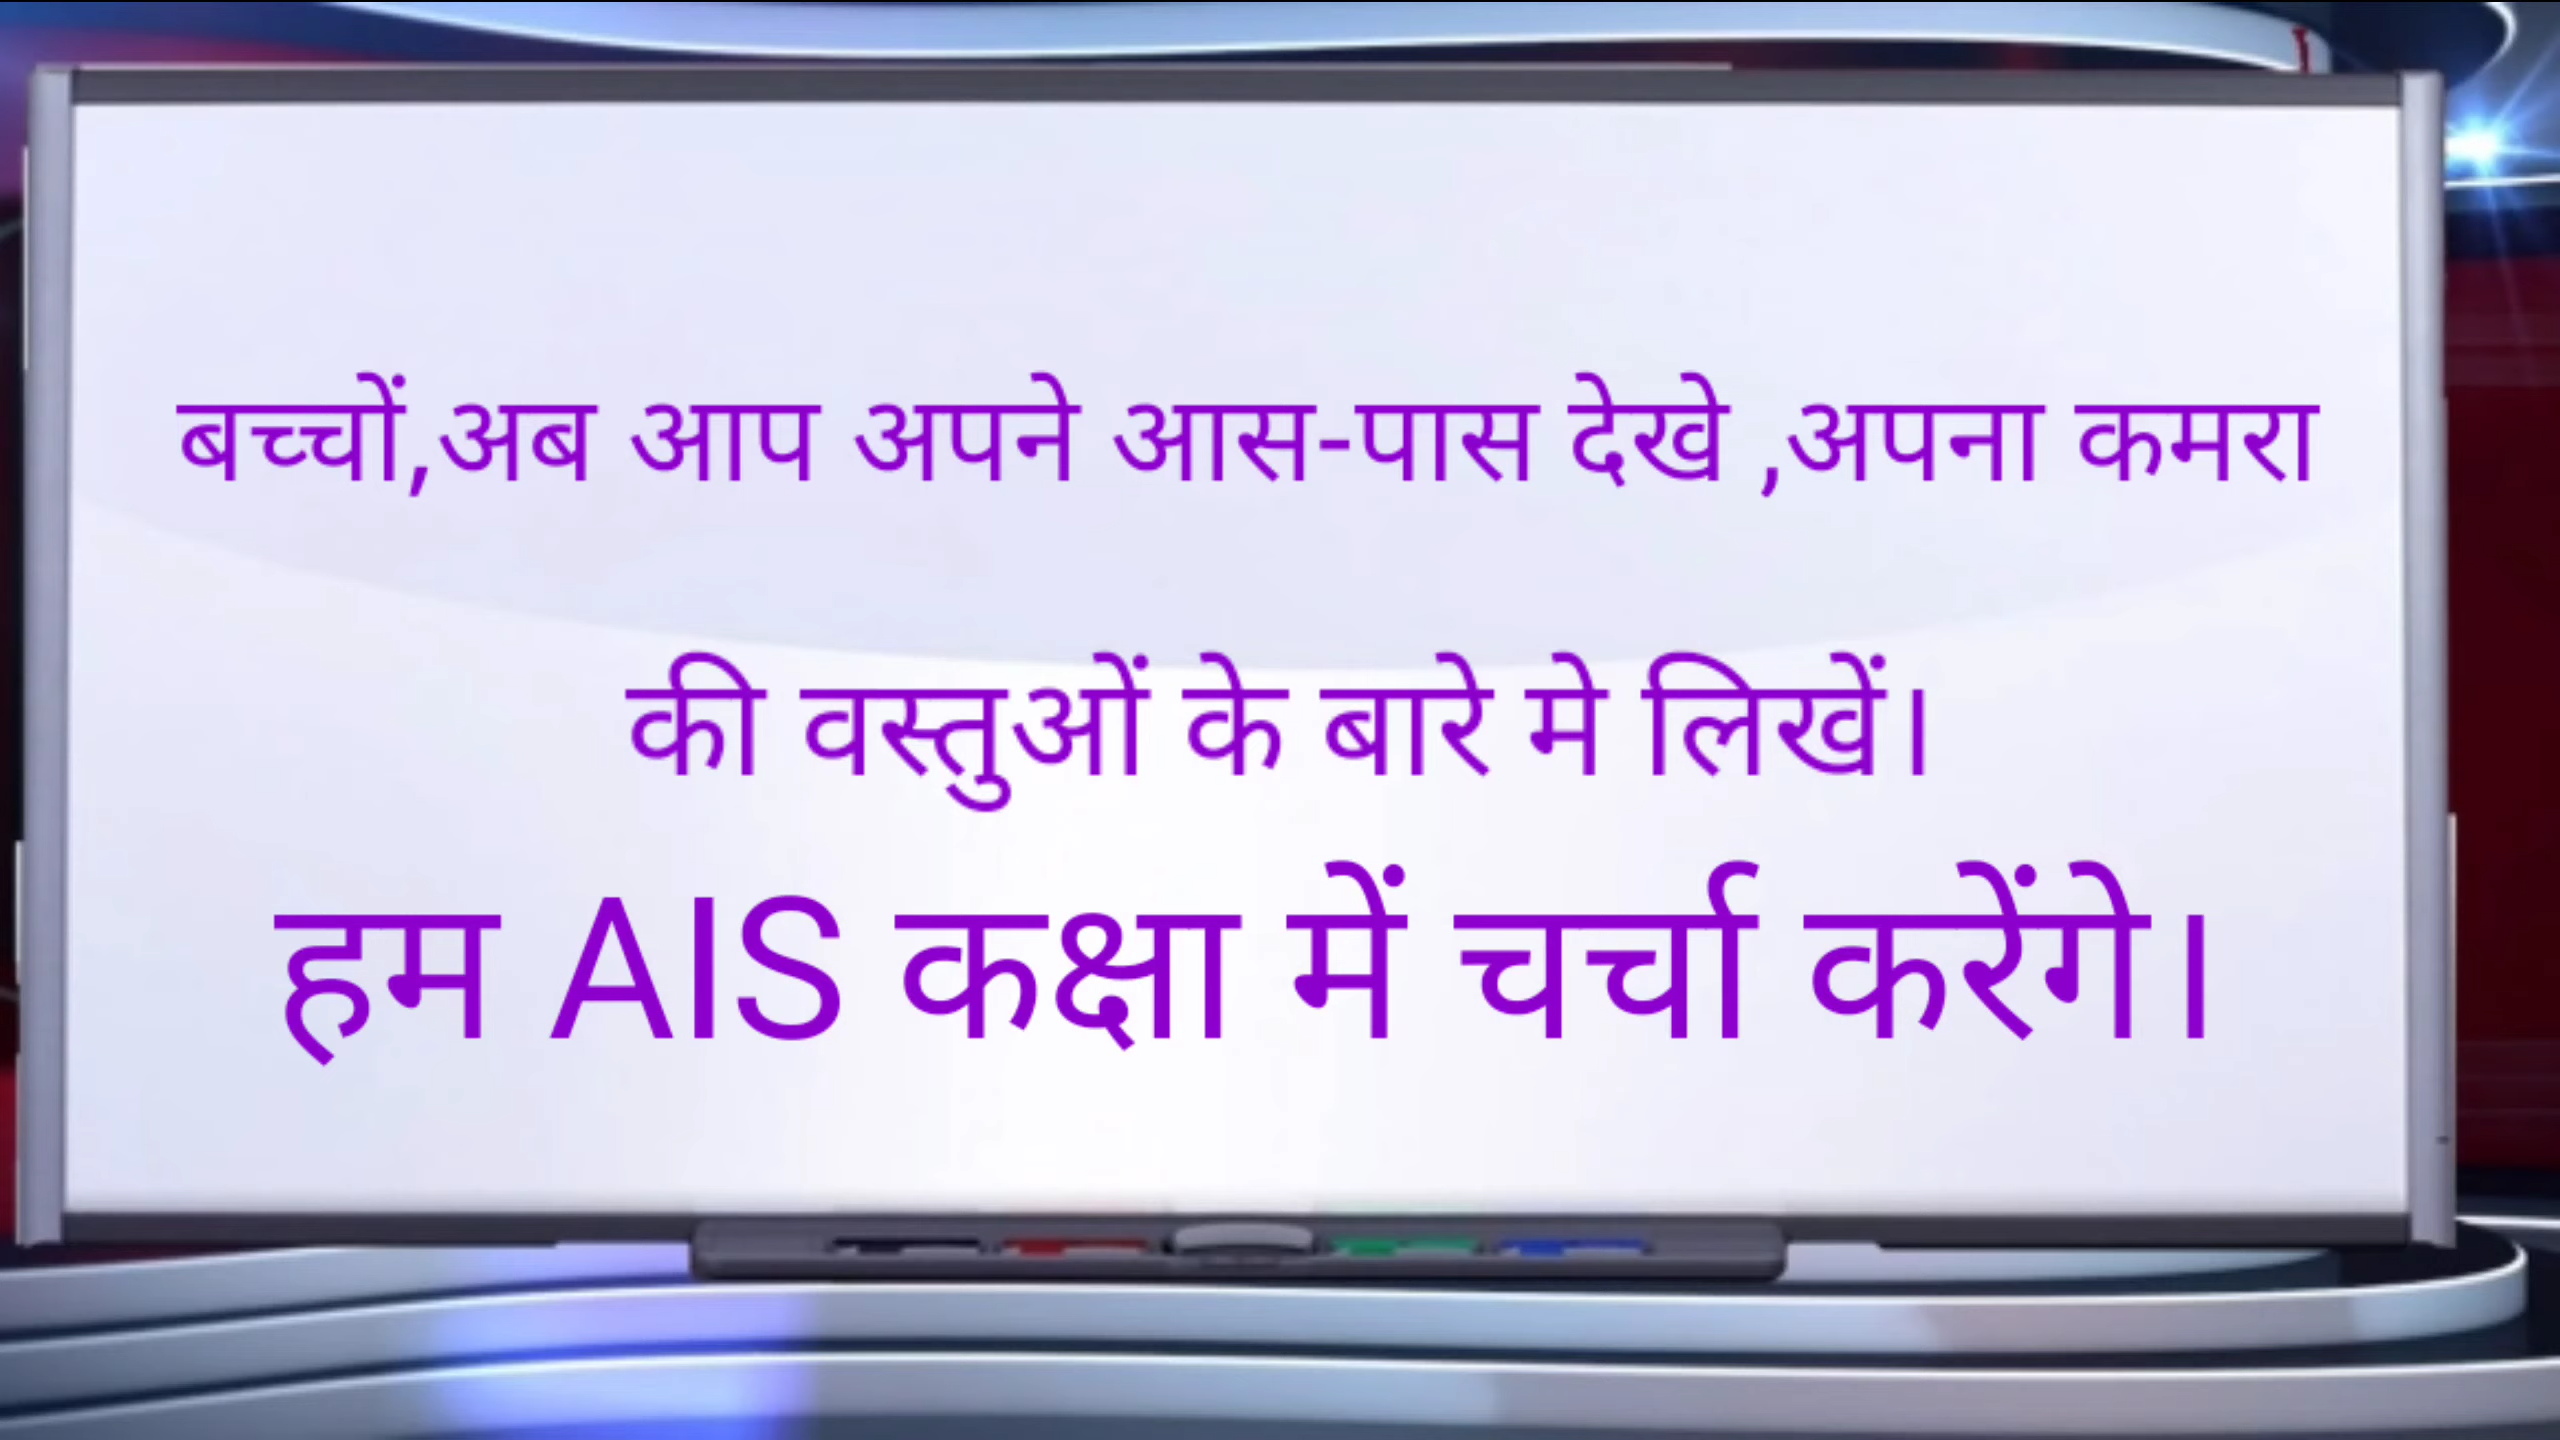 बच्चों,अब आप अपने आस-पास देखे ,अपना कमरा
की वस्तुओं के बारे मे लिखें।
हम AIS कक्षा में चर्चा करेंगे।